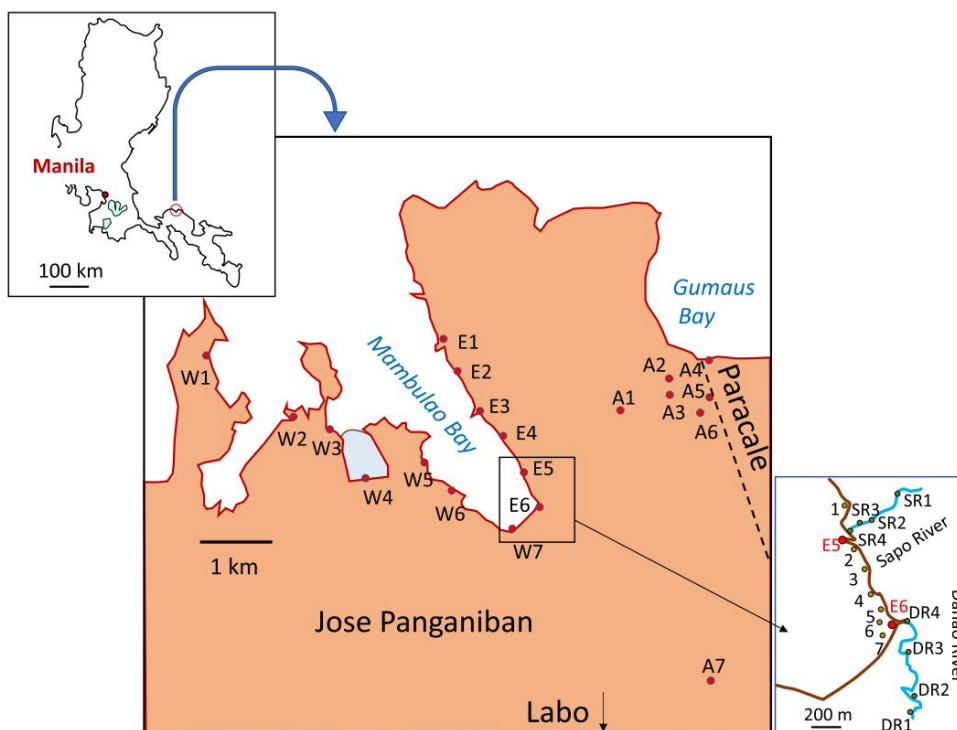 Manila
100 km
Gumaus
Bay
Mambulao Bay
E1
E2
E3
E4
E5
E6
W1
W2
W3
W4
W5
W6
W7
A1
A2
A3
A4
A5
A6
A7
Paracale
1 km
Jose Panganiban
Labo
SR1
SR2
SR3
SR4
Sapo River
1
E5
2
3
4
5
6
7
E6
DR4
DR3
DR2
DR1
Danao River
200 m